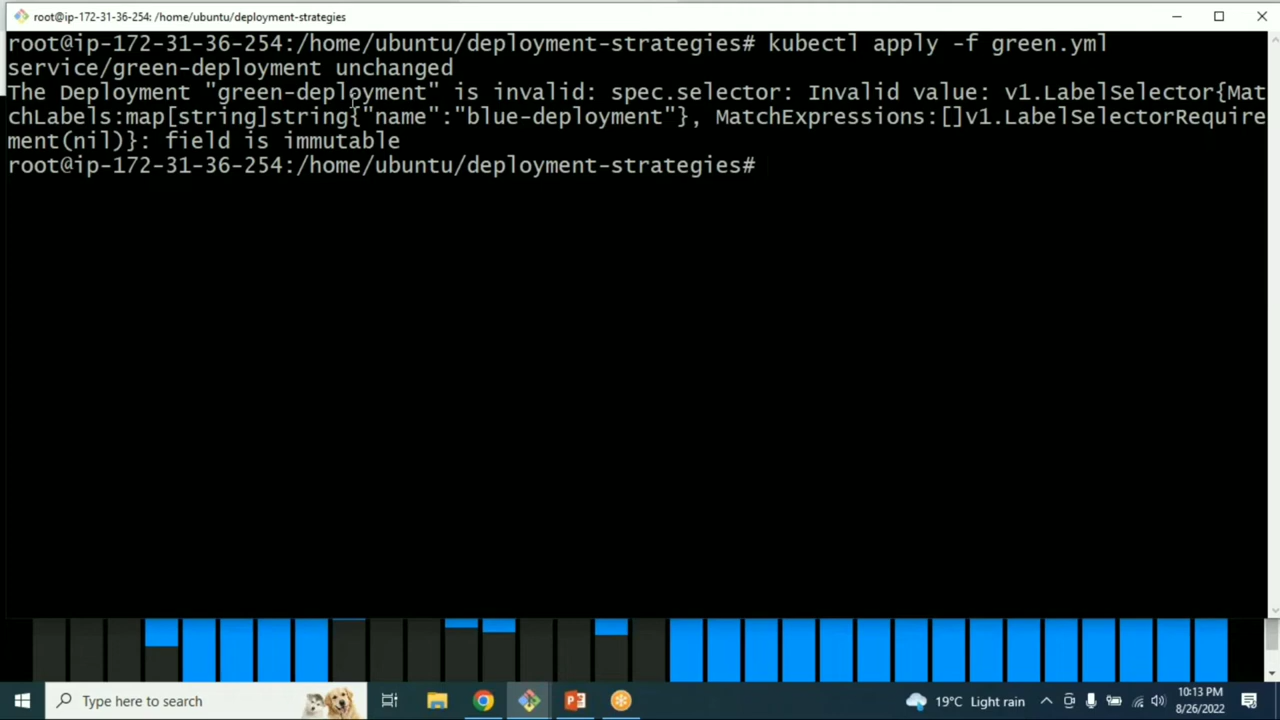 root@ip-172-31-36-254: /home/ubuntu/deployment-strategies
root@ip-172-31-36-254:/home/ubuntu/deployment-strategies# kubectl apply -f green.yml
service/green-deployment unchanged
The Deployment "green-deployment" is invalid: spec.selector: Invalid value: v1.LabelSelector{Mat
chLabels:map[string]string{"name":"blue-deployment"}, MatchExpressions:[]v1.LabelSelectorRequire
ment(nil)}: field is immutable
root@ip-172-31-36-254:/home/ubuntu/deployment-strategies#
Type here to search
19°C Light rain
10:13 PM
8/26/2022